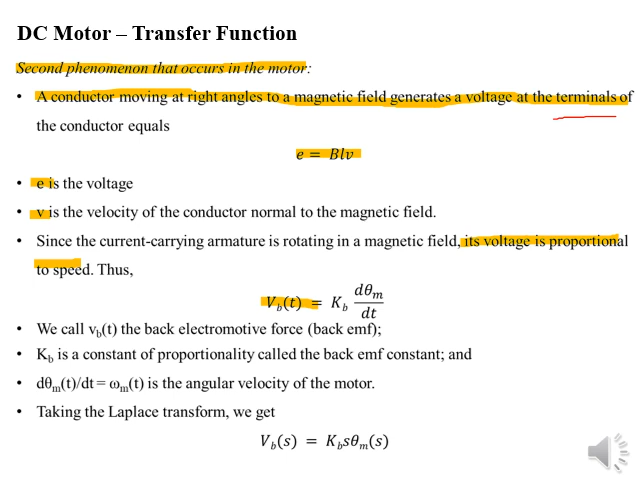 DC Motor – Transfer Function
Second phenomenon that occurs in the motor:
• A conductor moving at right angles to a magnetic field generates a voltage at the terminals of
the conductor equals
e = Blv
• e is the voltage
• v is the velocity of the conductor normal to the magnetic field.
• Since the current-carrying armature is rotating in a magnetic field, its voltage is proportional
to speed. Thus,
V_b(t) = K_b dθ_m/dt
• We call v_b(t) the back electromotive force (back emf);
• K_b is a constant of proportionality called the back emf constant; and
• dθ_m(t)/dt = ω_m(t) is the angular velocity of the motor.
• Taking the Laplace transform, we get
V_b(s) = K_bsθ_m(s)